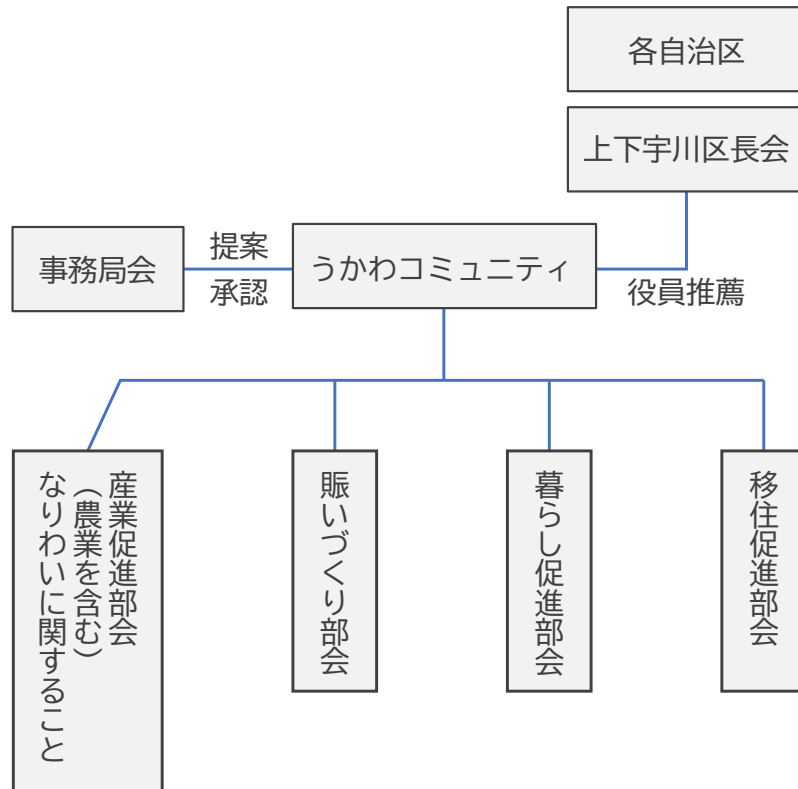 各自治区
上下宇川区長会
事務局会
提案
承認
うかわコミュニティ
役員推薦
産業促進部会
（農業を含む）
なりわいに関すること
賑いづくり部会
暮らし促進部会
移住促進部会